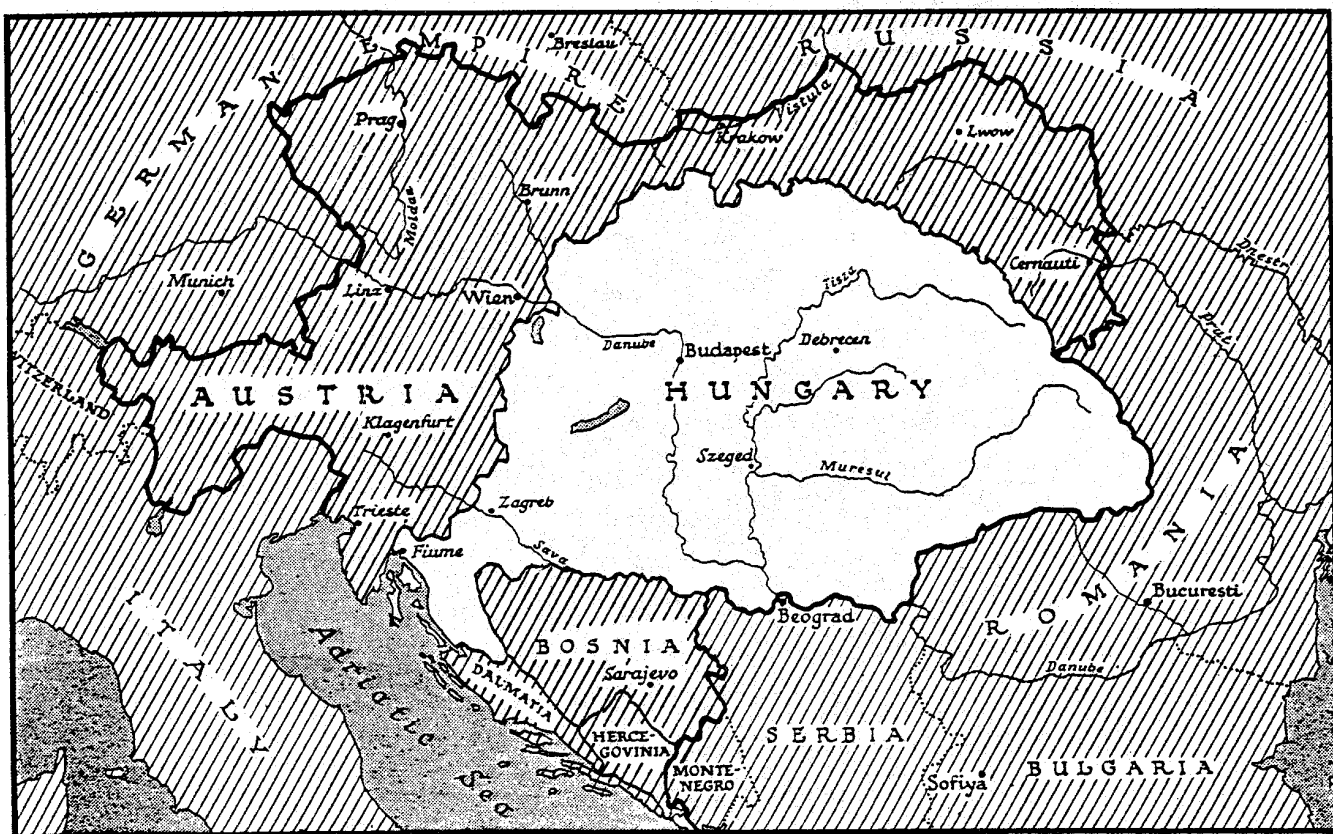 GERMAN EMPIRE
RUSSIA
Breslau
Vistula
Prag
Krakow
Lwow
Brunn
Moldau
Dniester
Cernauti
Munich
Linz
Wien
Tisza
Prut
Danube
Budapest
Debrecen
WITZERLAND
AUSTRIA
HUNGARY
Klagenfurt
Szeged
Muresul
Zagreb
Trieste
Fiume
Sava
ROMANIA
Bucuresti
Beograd
ITALY
Adriatic
Sea
BOSNIA
Sarajevo
Danube
DALMATIA
HERCE-
GOVINIA
SERBIA
MONTE-
NEGRO
Sofiya
BULGARIA